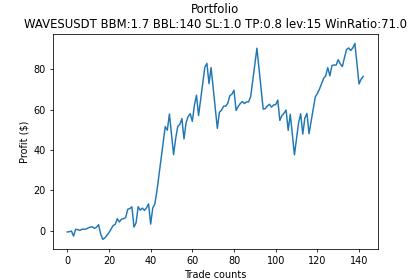 Portfolio
WAVESUSDT BBM:1.7 BBL:140 SL:1.0 TP:0.8 lev:15 WinRatio:71.0
Profit ($)
80
60
40
20
0
0 20 40 60 80 100 120 140
Trade counts